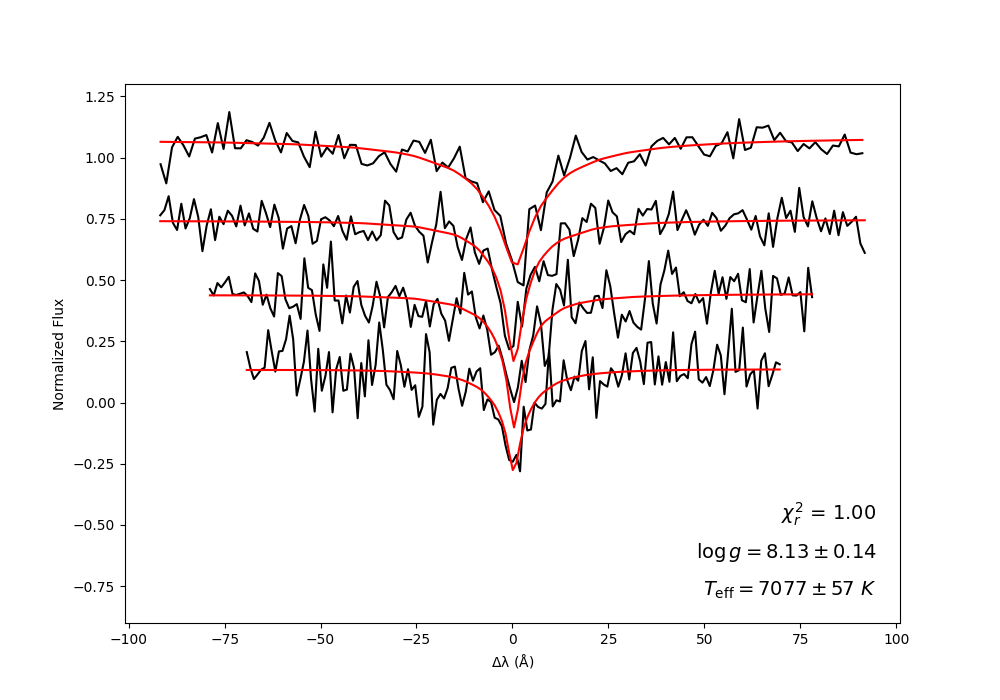 1.25
1.00
0.75
0.50
0.25
0.00
−0.25
−0.50
−0.75
Normalized Flux
χ²ᵣ = 1.00
log g = 8.13 ± 0.14
T_eff = 7077 ± 57 K
−100 −75 −50 −25 0 25 50 75 100
Δλ (Å)